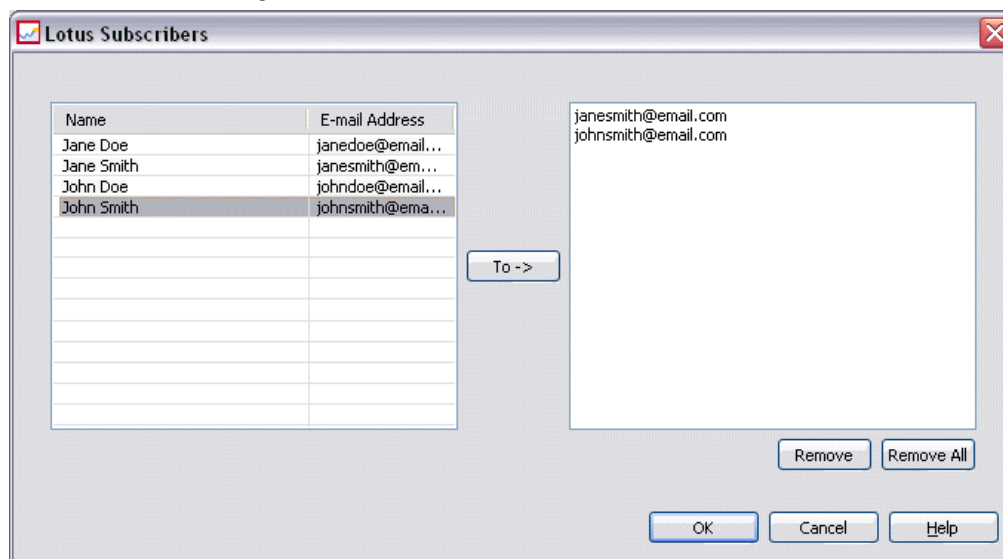 Lotus Subscribers
Name E-mail Address
Jane Doe janedoe@email...
Jane Smith janesmith@em...
John Doe johndoe@email...
John Smith johnsmith@ema...
To ->
janesmith@email.com
johnsmith@email.com
Remove Remove All
OK Cancel Help